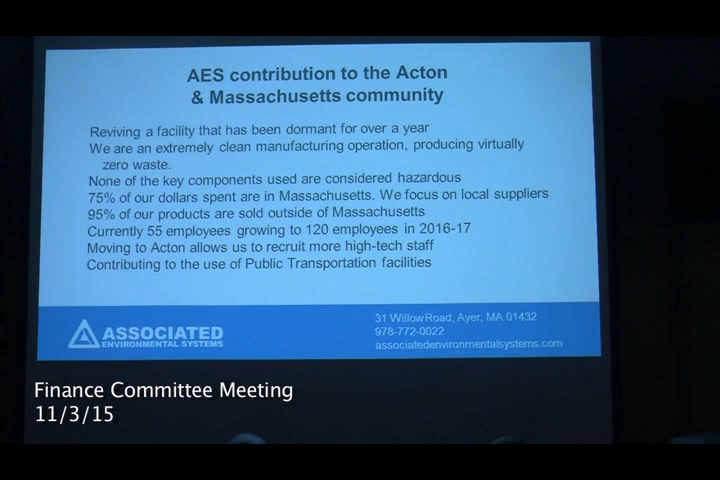 AES contribution to the Acton
& Massachusetts community
Reviving a facility that has been dormant for over a year
We are an extremely clean manufacturing operation, producing virtually
zero waste.
None of the key components used are considered hazardous
75% of our dollars spent are in Massachusetts. We focus on local suppliers
95% of our products are sold outside of Massachusetts
Currently 55 employees growing to 120 employees in 2016-17
Moving to Acton allows us to recruit more high-tech staff
Contributing to the use of Public Transportation facilities
ASSOCIATED
ENVIRONMENTAL SYSTEMS
31 Willow Road, Ayer, MA 01432
978-772-0022
associatedenvironmentalsystems.com
Finance Committee Meeting
11/3/15